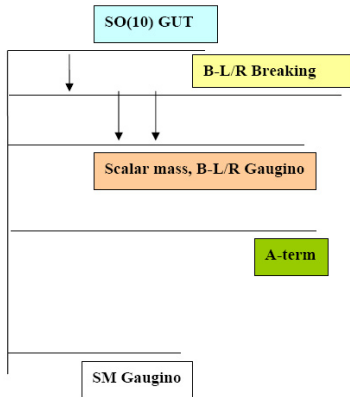 SO(10) GUT
B-L/R Breaking
Scalar mass, B-L/R Gaugino
A-term
SM Gaugino